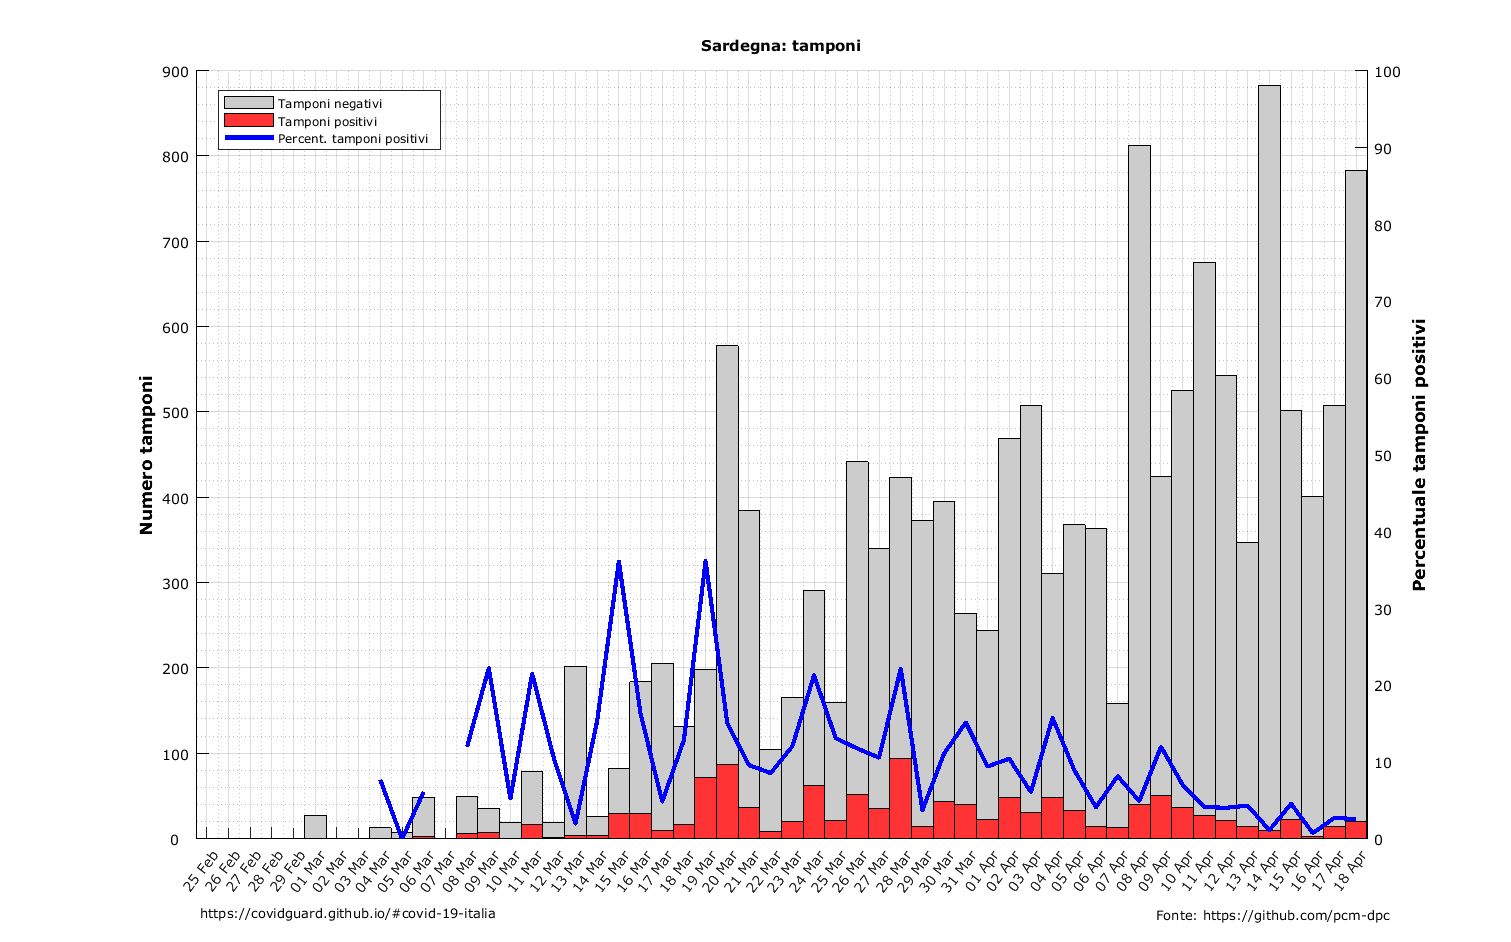 Sardegna: tamponi
Tamponi negativi
Tamponi positivi
Percent. tamponi positivi
Numero tamponi
900
800
700
600
500
400
300
200
100
0
100
90
80
70
60
50
40
30
20
10
0
Percentuale tamponi positivi
25 Feb
26 Feb
27 Feb
28 Feb
29 Feb
01 Mar
02 Mar
03 Mar
04 Mar
05 Mar
06 Mar
07 Mar
08 Mar
09 Mar
10 Mar
11 Mar
12 Mar
13 Mar
14 Mar
15 Mar
16 Mar
17 Mar
18 Mar
19 Mar
20 Mar
21 Mar
22 Mar
23 Mar
24 Mar
25 Mar
26 Mar
27 Mar
28 Mar
29 Mar
30 Mar
31 Mar
01 Apr
02 Apr
03 Apr
04 Apr
05 Apr
06 Apr
07 Apr
08 Apr
09 Apr
10 Apr
11 Apr
12 Apr
13 Apr
14 Apr
15 Apr
16 Apr
17 Apr
18 Apr
https://covidguard.github.io/#covid-19-italia
Fonte: https://github.com/pcm-dpc